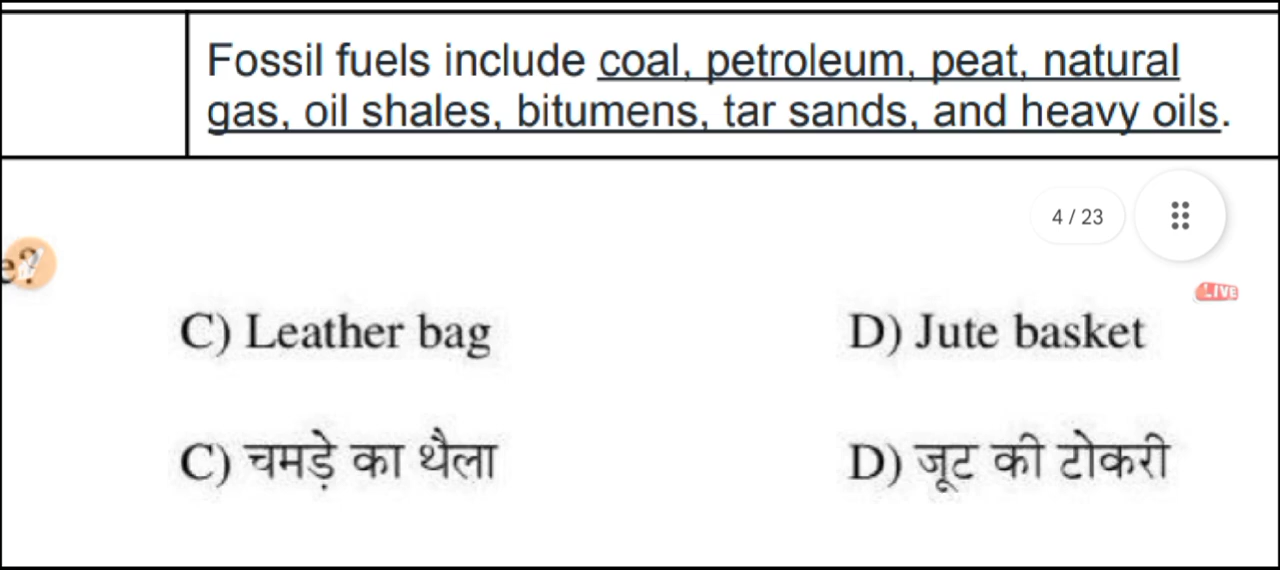 Fossil fuels include coal, petroleum, peat, natural
gas, oil shales, bitumens, tar sands, and heavy oils.
4 / 23
e?
LIVE
C) Leather bag
D) Jute basket
C) चमड़े का थैला
D) जूट की टोकरी